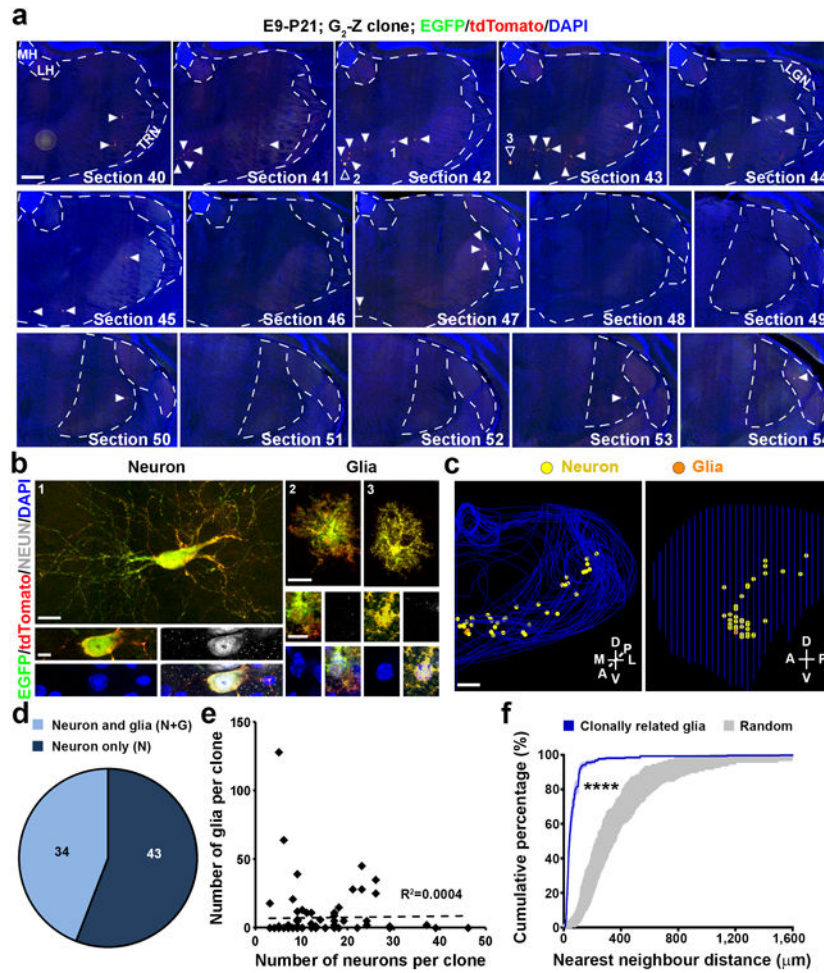 a
E9-P21; G2-Z clone; EGFP/tdTomato/DAPI
MH
LH
TRN
Section 40
Section 41
1
2
Section 42
3
Section 43
LGN
Section 44
Section 45
Section 46
Section 47
Section 48
Section 49
Section 50
Section 51
Section 52
Section 53
Section 54
b
Neuron
Glia
EGFP/tdTomato/NEUN/DAPI
1
2
3
c
Neuron
Glia
D
P
M
L
A
V
D
A
P
V
d
Neuron and glia (N+G)
Neuron only (N)
34
43
e
Number of glia per clone
150
100
50
0
R²=0.0004
0 10 20 30 40 50
Number of neurons per clone
f
Clonally related glia
Random
Cumulative percentage (%)
100
80
60
40
20
0
****
0 400 800 1,200 1,600
Nearest neighbour distance (μm)